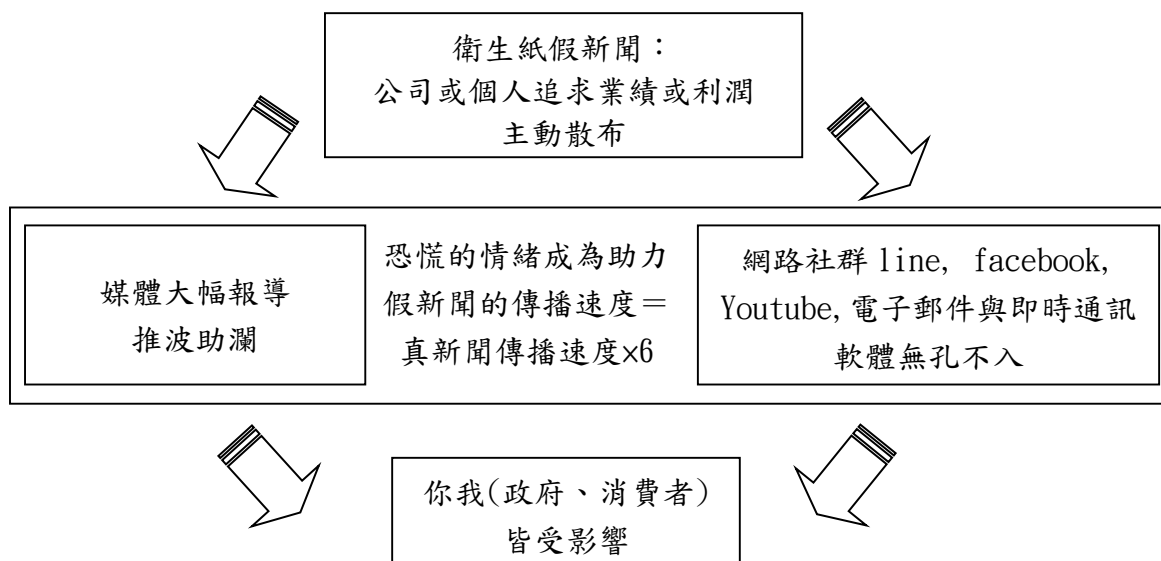 衛生紙假新聞：
公司或個人追求業績或利潤
主動散布
媒體大幅報導
推波助瀾
恐慌的情緒成為助力
假新聞的傳播速度＝
真新聞傳播速度×6
網路社群 line, facebook,
Youtube,電子郵件與即時通訊
軟體無孔不入
你我(政府、消費者)
皆受影響